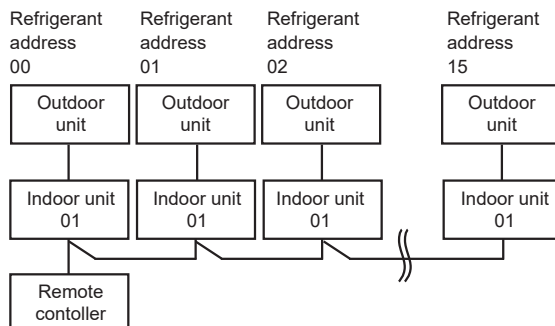 Refrigerant
address
00
Refrigerant
address
01
Refrigerant
address
02
Refrigerant
address
15
Outdoor
unit
Outdoor
unit
Outdoor
unit
Outdoor
unit
Indoor unit
01
Indoor unit
01
Indoor unit
01
Indoor unit
01
Remote
contoller